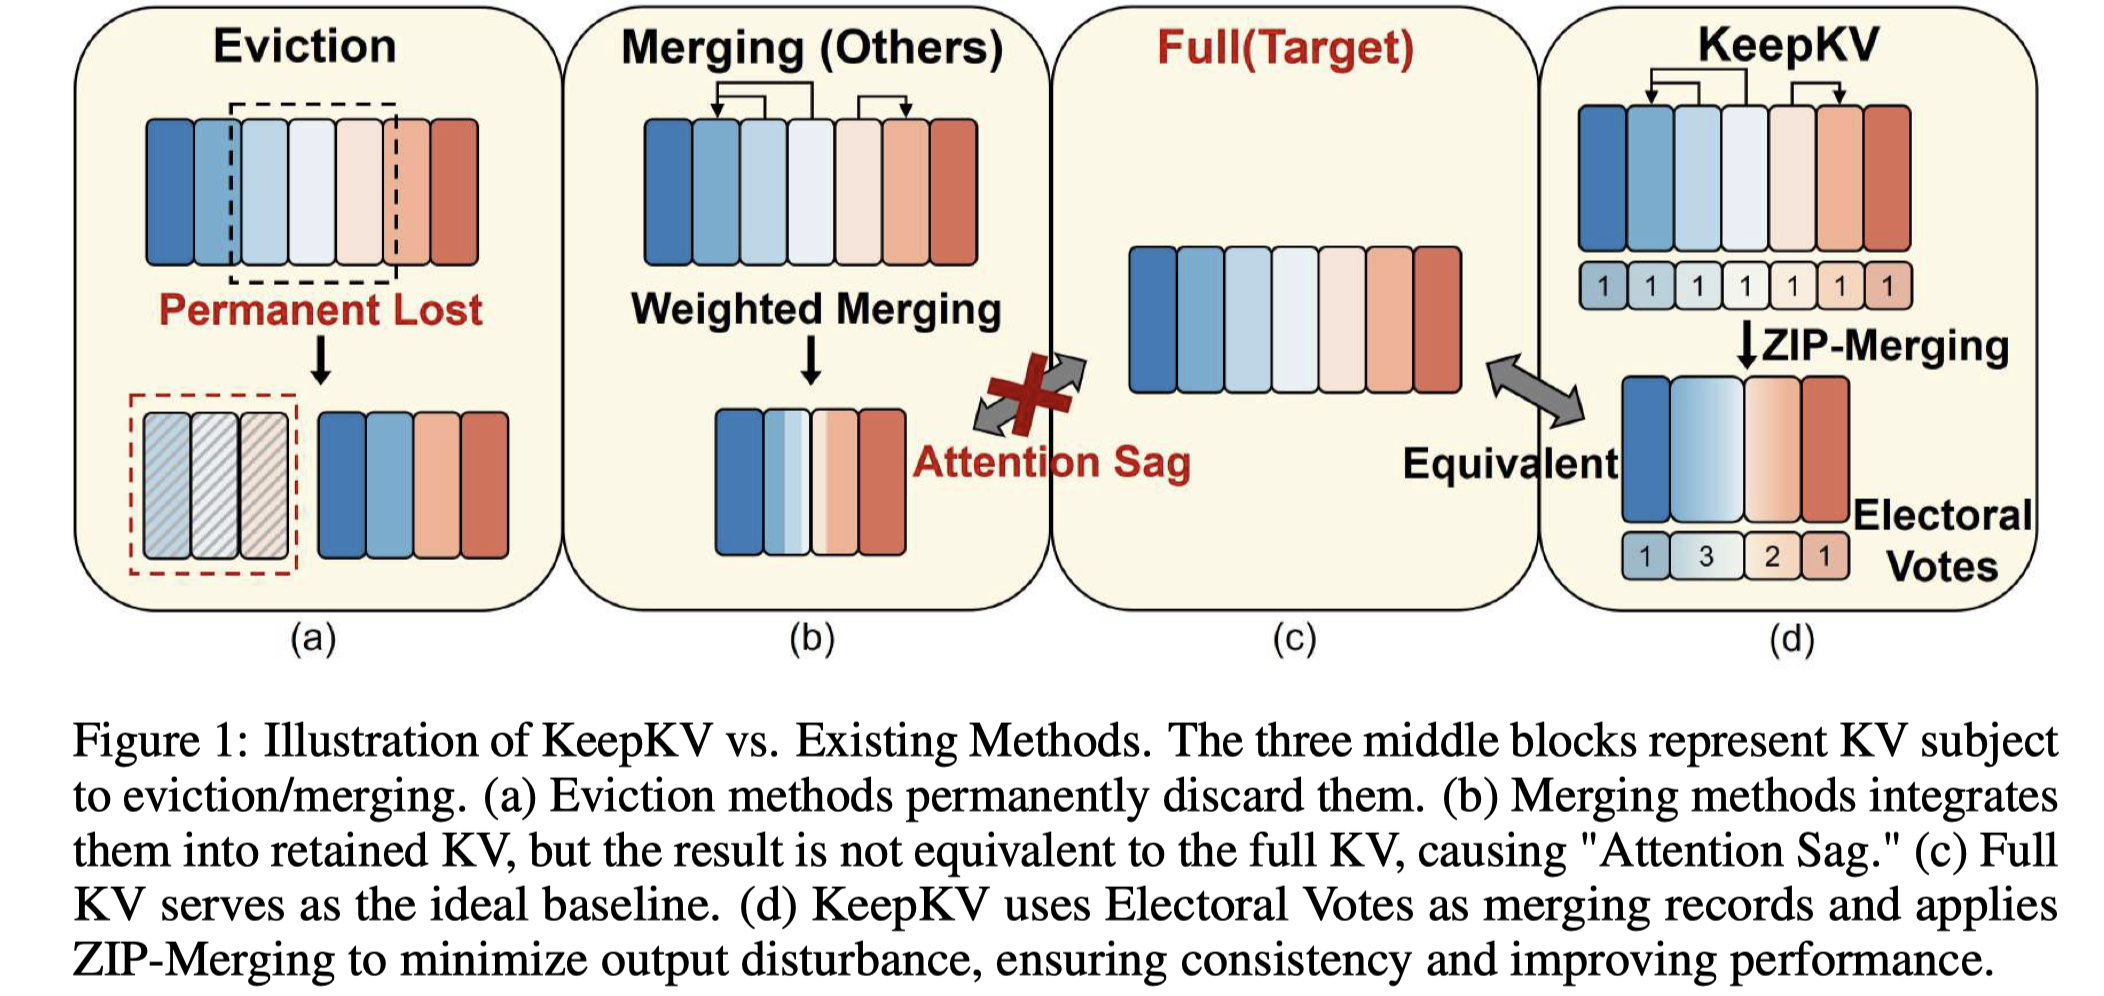 Eviction
Permanent Lost
(a)
Merging (Others)
Weighted Merging
Attention Sag
(b)
Full(Target)
Equivalent
(c)
KeepKV
1 1 1 1 1 1 1
ZIP-Merging
1 3 2 1
Electoral
Votes
(d)
Figure 1: Illustration of KeepKV vs. Existing Methods. The three middle blocks represent KV subject
to eviction/merging. (a) Eviction methods permanently discard them. (b) Merging methods integrates
them into retained KV, but the result is not equivalent to the full KV, causing "Attention Sag." (c) Full
KV serves as the ideal baseline. (d) KeepKV uses Electoral Votes as merging records and applies
ZIP-Merging to minimize output disturbance, ensuring consistency and improving performance.